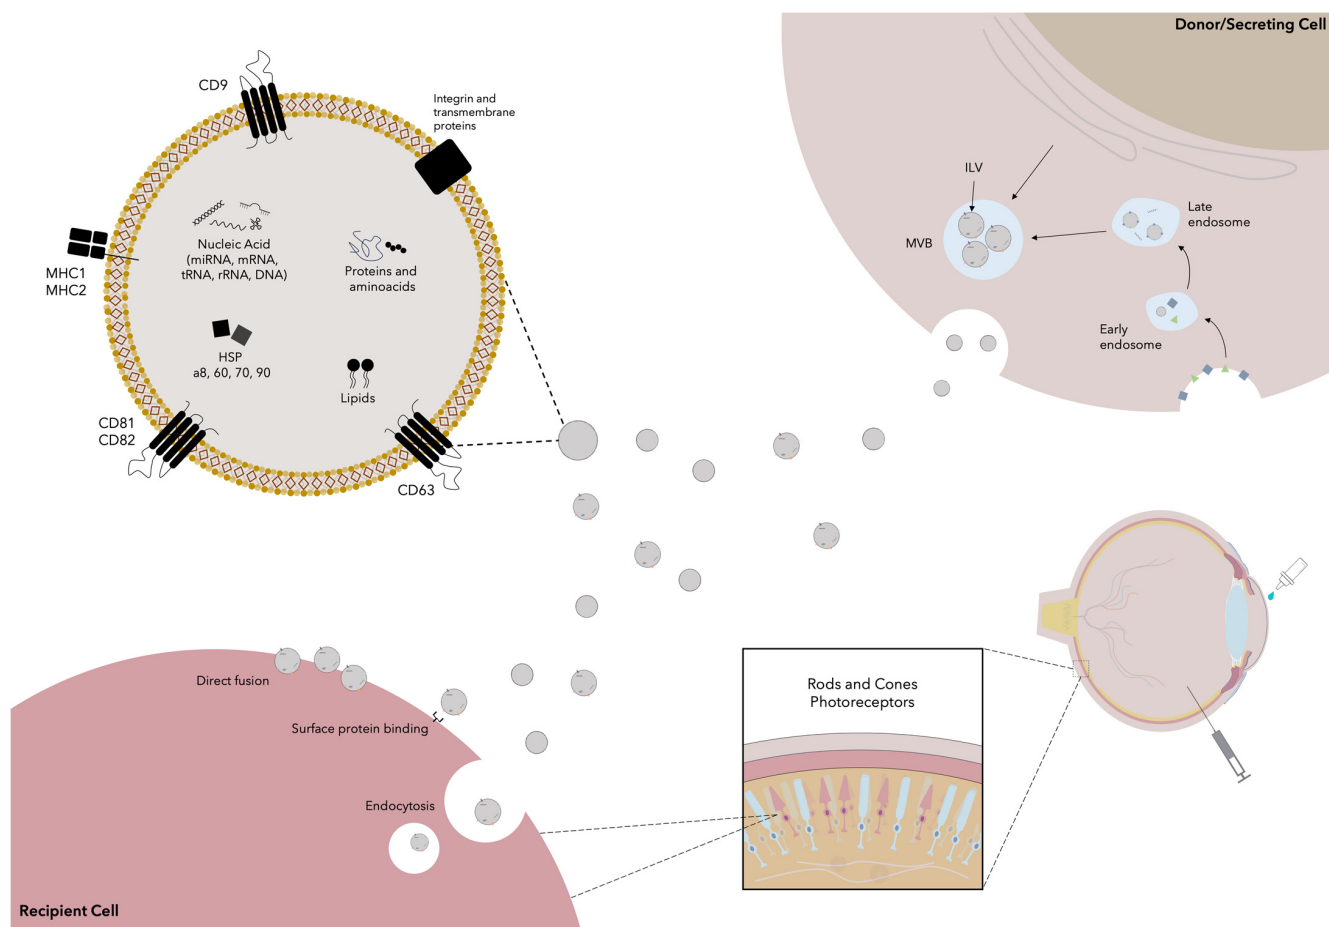 Donor/Secreting Cell
CD9
Integrin and
transmembrane
proteins
ILV
Late
endosome
MVB
Nucleic Acid
(miRNA, mRNA,
tRNA, rRNA, DNA)
Proteins and
aminoacids
MHC1
MHC2
Early
endosome
HSP
a8, 60, 70, 90
Lipids
CD81
CD82
CD63
Direct fusion
Rods and Cones
Photoreceptors
Surface protein binding
Endocytosis
Recipient Cell